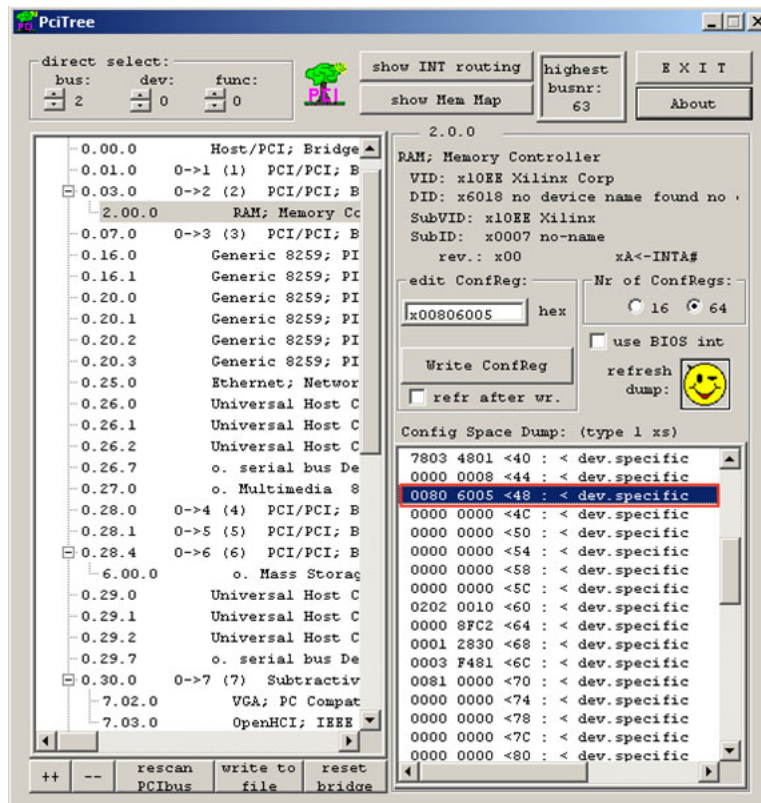 PciTree
direct select:
bus: dev: func:
2 0 0
PCI
show INT routing
show Mem Map
highest
busnr:
63
E X I T
About
0.00.0 Host/PCI; Bridge
0.01.0 0->1 (1) PCI/PCI; B
0.03.0 0->2 (2) PCI/PCI; B
2.00.0 RAM; Memory Co
0.07.0 0->3 (3) PCI/PCI; B
0.16.0 Generic 8259; PI
0.16.1 Generic 8259; PI
0.20.0 Generic 8259; PI
0.20.1 Generic 8259; PI
0.20.2 Generic 8259; PI
0.20.3 Generic 8259; PI
0.25.0 Ethernet; Networ
0.26.0 Universal Host C
0.26.1 Universal Host C
0.26.2 Universal Host C
0.26.7 o. serial bus De
0.27.0 o. Multimedia 8
0.28.0 0->4 (4) PCI/PCI; B
0.28.1 0->5 (5) PCI/PCI; B
0.28.4 0->6 (6) PCI/PCI; B
6.00.0 o. Mass Storag
0.29.0 Universal Host C
0.29.1 Universal Host C
0.29.2 Universal Host C
0.29.7 o. serial bus De
0.30.0 0->7 (7) Subtractiv
7.02.0 VGA; PC Compat
7.03.0 OpenHCI; IEEE
++ -- rescan PCIbus write to file reset bridge
2.0.0
RAM; Memory Controller
VID: x10EE Xilinx Corp
DID: x6018 no device name found no
SubVID: x10EE Xilinx
SubID: x0007 no-name
rev.: x00 xA<-INTA#
edit ConfReg:
x00806005 hex
Write ConfReg
refr after wr.
Nr of ConfRegs:
16 64
use BIOS int
refresh
dump:
Config Space Dump: (type 1 xs)
7803 4801 <40 : < dev.specific
0000 0008 <44 : < dev.specific
0080 6005 <48 : < dev.specific
0000 0000 <4C : < dev.specific
0000 0000 <50 : < dev.specific
0000 0000 <54 : < dev.specific
0000 0000 <58 : < dev.specific
0000 0000 <5C : < dev.specific
0202 0010 <60 : < dev.specific
0000 8FC2 <64 : < dev.specific
0001 2830 <68 : < dev.specific
0003 F481 <6C : < dev.specific
0081 0000 <70 : < dev.specific
0000 0000 <74 : < dev.specific
0000 0000 <78 : < dev.specific
0000 0000 <7C : < dev.specific
0000 0000 <80 : < dev.specific